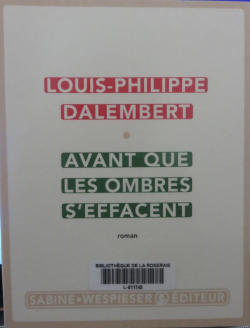 LOUIS-PHILIPPE
DALEMBERT
AVANT QUE
LES OMBRES
S'EFFACENT
roman
BIBLIOTHÈQUE DE LA ROSERAIE
SABINE WESPIESER ÉDITEUR